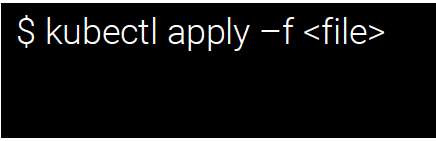 $ kubectl apply –f <file>